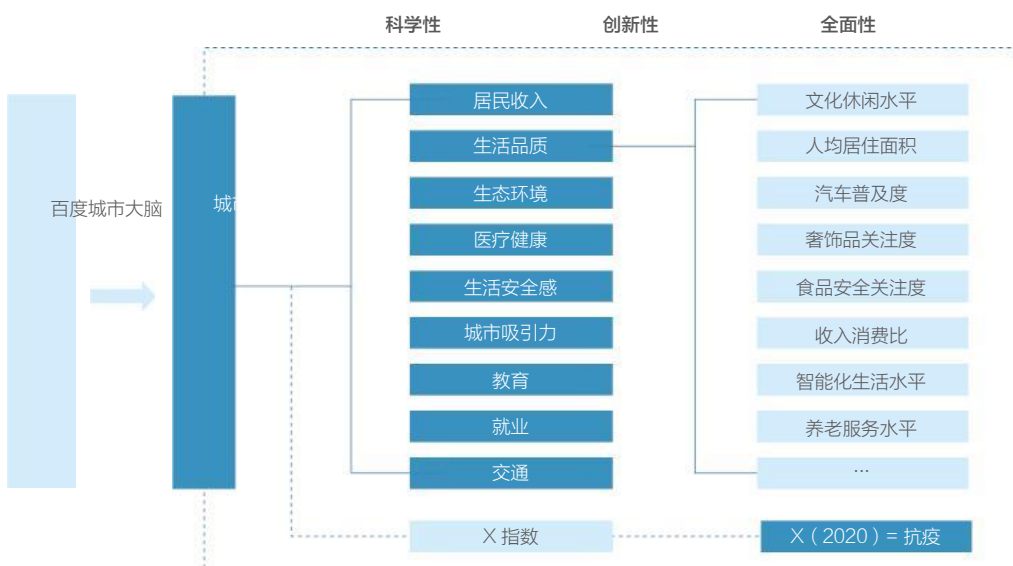 科学性 创新性 全面性
居民收入 文化休闲水平
生活品质 人均居住面积
生态环境 汽车普及度
百度城市大脑 城
医疗健康 奢饰品关注度
生活安全感 食品安全关注度
城市吸引力 收入消费比
教育 智能化生活水平
就业 养老服务水平
交通 …
X 指数 X（2020）= 抗疫